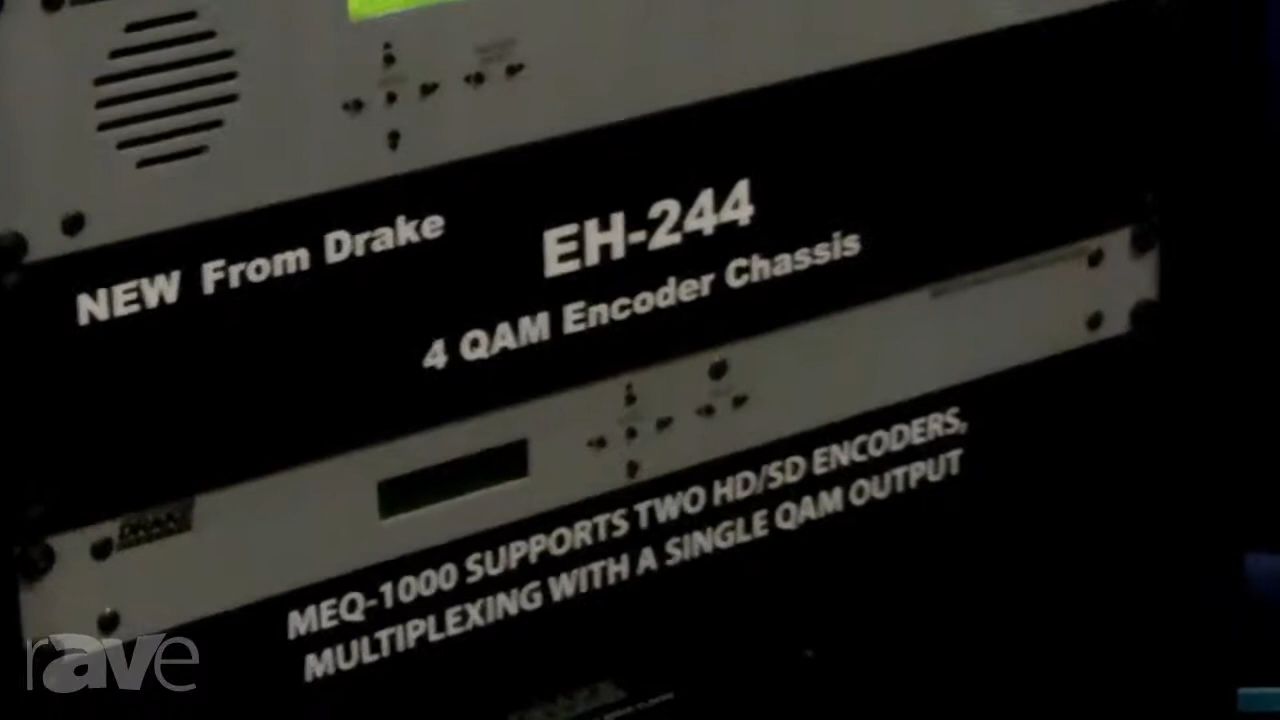 NEW From Drake
EH-244
4 QAM Encoder Chassis
DRAKE
MEQ-1000 SUPPORTS TWO HD/SD ENCODERS,
MULTIPLEXING WITH A SINGLE QAM OUTPUT
rave